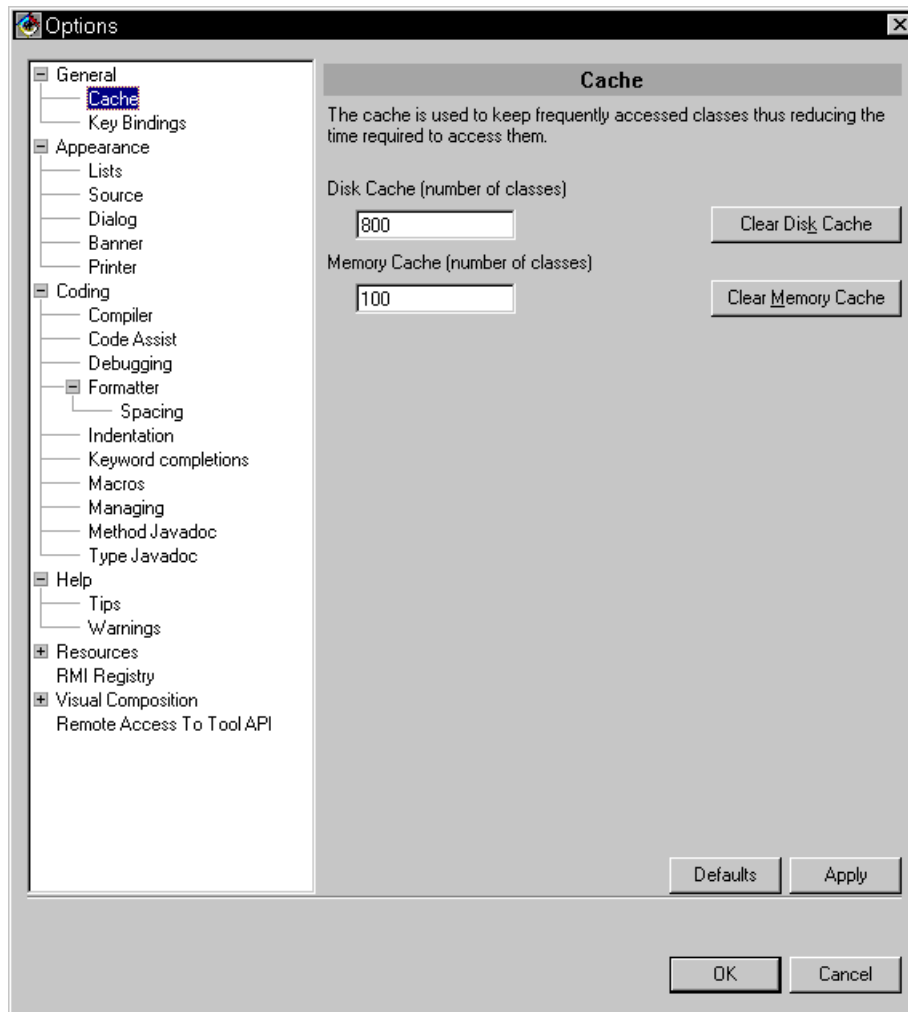 Options
General
Cache
Key Bindings
Appearance
Lists
Source
Dialog
Banner
Printer
Coding
Compiler
Code Assist
Debugging
Formatter
Spacing
Indentation
Keyword completions
Macros
Managing
Method Javadoc
Type Javadoc
Help
Tips
Warnings
Resources
RMI Registry
Visual Composition
Remote Access To Tool API
Cache
The cache is used to keep frequently accessed classes thus reducing the
time required to access them.
Disk Cache (number of classes)
800
Clear Disk Cache
Memory Cache (number of classes)
100
Clear Memory Cache
Defaults
Apply
OK
Cancel